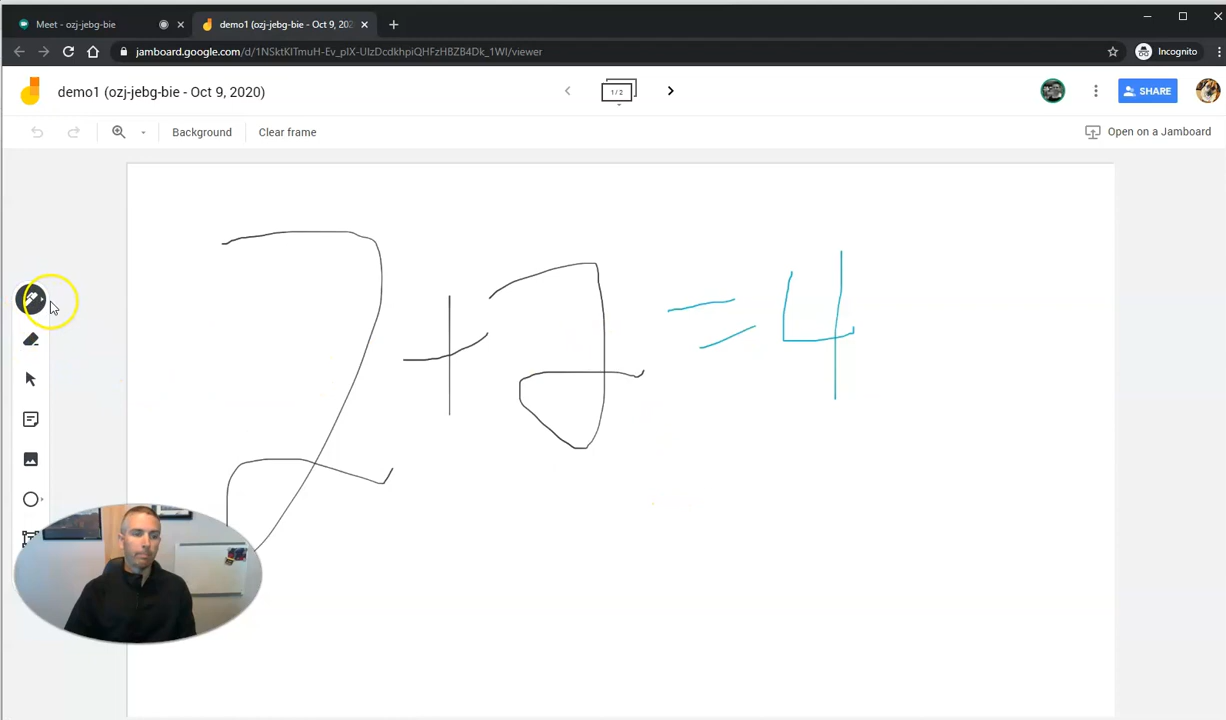 Meet - ozj-jebg-bie
demo1 (ozj-jebg-bie - Oct 9, 202
jamboard.google.com/d/1NSktKITmuH-Ev_pIX-UIzDcdkhpiQHFzHBZB4Dk_1WI/viewer
Incognito
demo1 (ozj-jebg-bie - Oct 9, 2020)
1/2
SHARE
Background
Clear frame
Open on a Jamboard
2 + 2 = 4